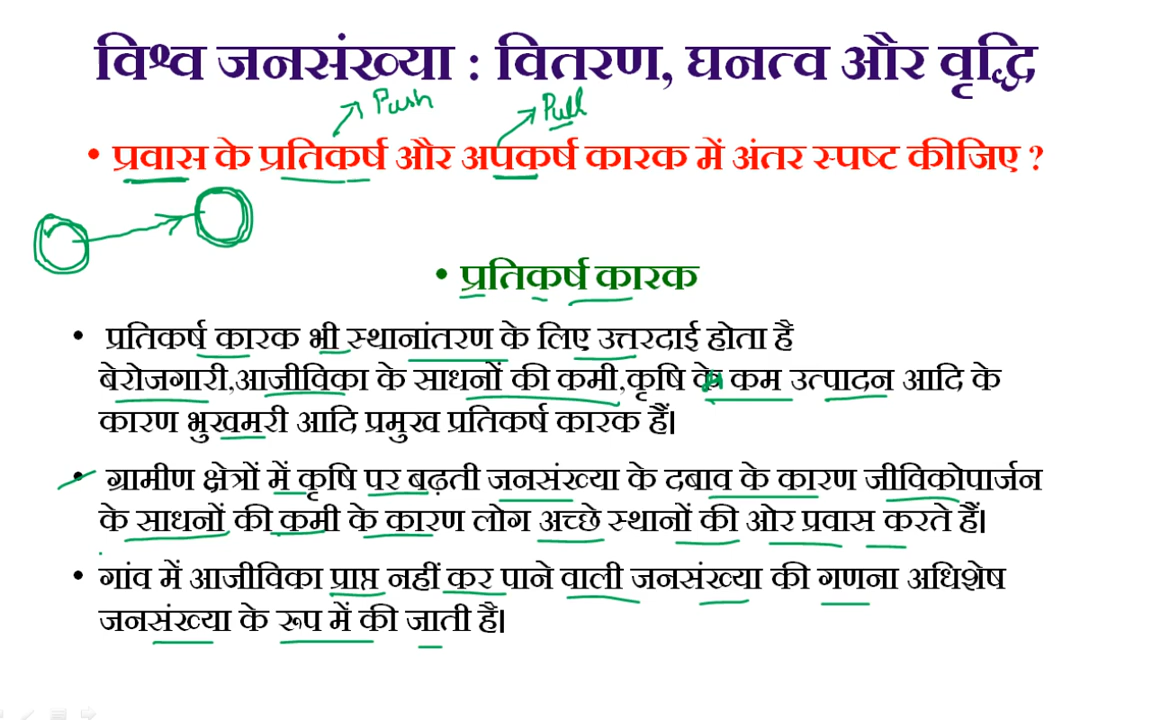 विश्व जनसंख्या : वितरण, घनत्व और वृद्धि
Push
Pull
• प्रवास के प्रतिकर्ष और अपकर्ष कारक में अंतर स्पष्ट कीजिए ?
• प्रतिकर्ष कारक
• प्रतिकर्ष कारक भी स्थानांतरण के लिए उत्तरदाई होता है
बेरोजगारी,आजीविका के साधनों की कमी,कृषि के कम उत्पादन आदि के
कारण भुखमरी आदि प्रमुख प्रतिकर्ष कारक हैं।
• ग्रामीण क्षेत्रों में कृषि पर बढ़ती जनसंख्या के दबाव के कारण जीविकोपार्जन
के साधनों की कमी के कारण लोग अच्छे स्थानों की ओर प्रवास करते हैं।
• गांव में आजीविका प्राप्त नहीं कर पाने वाली जनसंख्या की गणना अधिशेष
जनसंख्या के रूप में की जाती है।